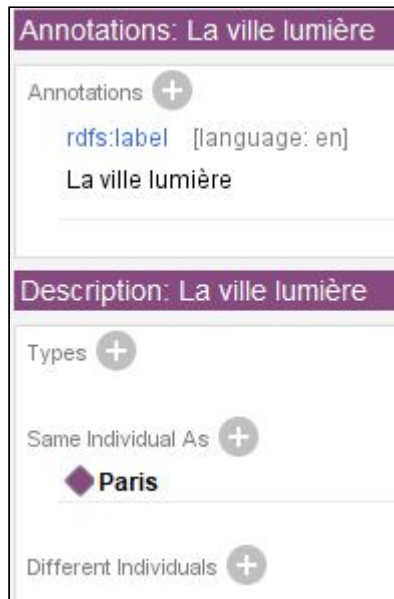 Annotations: La ville lumière
Annotations
rdfs:label [language: en]
La ville lumière
Description: La ville lumière
Types
Same Individual As
Paris
Different Individuals